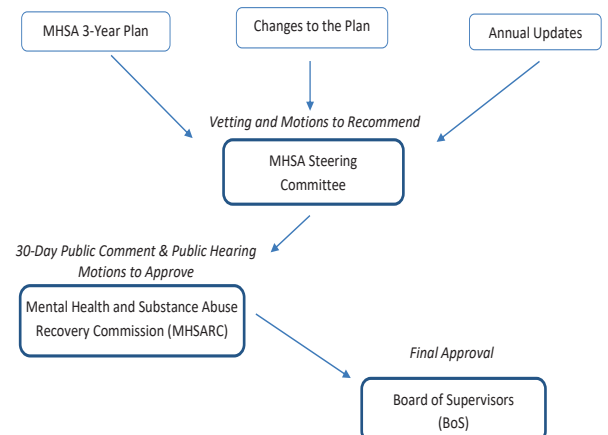 MHSA 3-Year Plan
Changes to the Plan
Annual Updates
Vetting and Motions to Recommend
MHSA Steering
Committee
30-Day Public Comment & Public Hearing
Motions to Approve
Mental Health and Substance Abuse
Recovery Commission (MHSARC)
Final Approval
Board of Supervisors
(BoS)